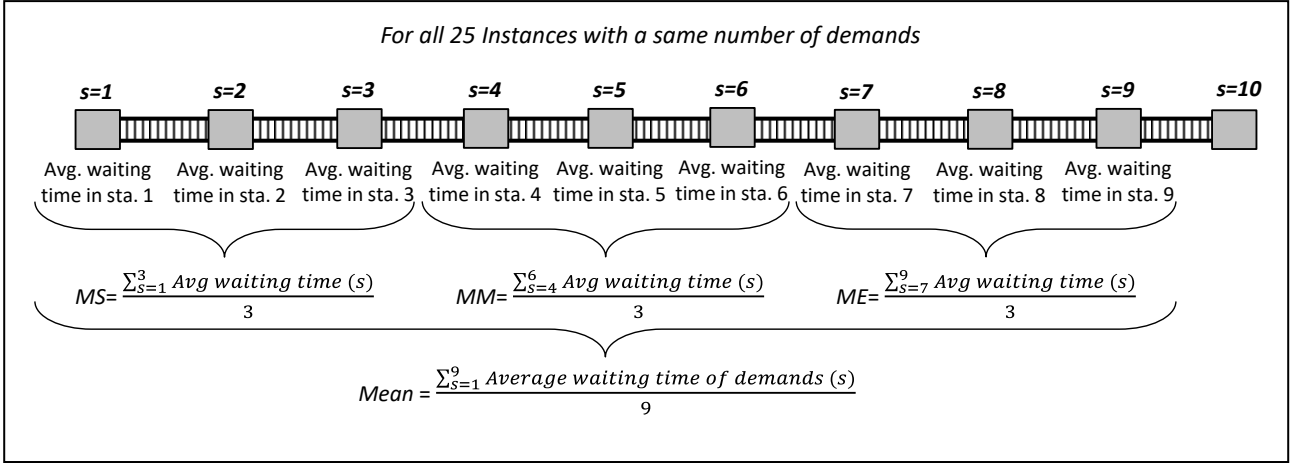 For all 25 Instances with a same number of demands
s=1 s=2 s=3 s=4 s=5 s=6 s=7 s=8 s=9 s=10
Avg. waiting Avg. waiting Avg. waiting Avg. waiting Avg. waiting Avg. waiting Avg. waiting Avg. waiting Avg. waiting
time in sta. 1 time in sta. 2 time in sta. 3 time in sta. 4 time in sta. 5 time in sta. 6 time in sta. 7 time in sta. 8 time in sta. 9
MS= ∑³ₛ₌₁ Avg waiting time (s) / 3 MM= ∑⁶ₛ₌₄ Avg waiting time (s) / 3 ME= ∑⁹ₛ₌₇ Avg waiting time (s) / 3
Mean = ∑⁹ₛ₌₁ Average waiting time of demands (s) / 9